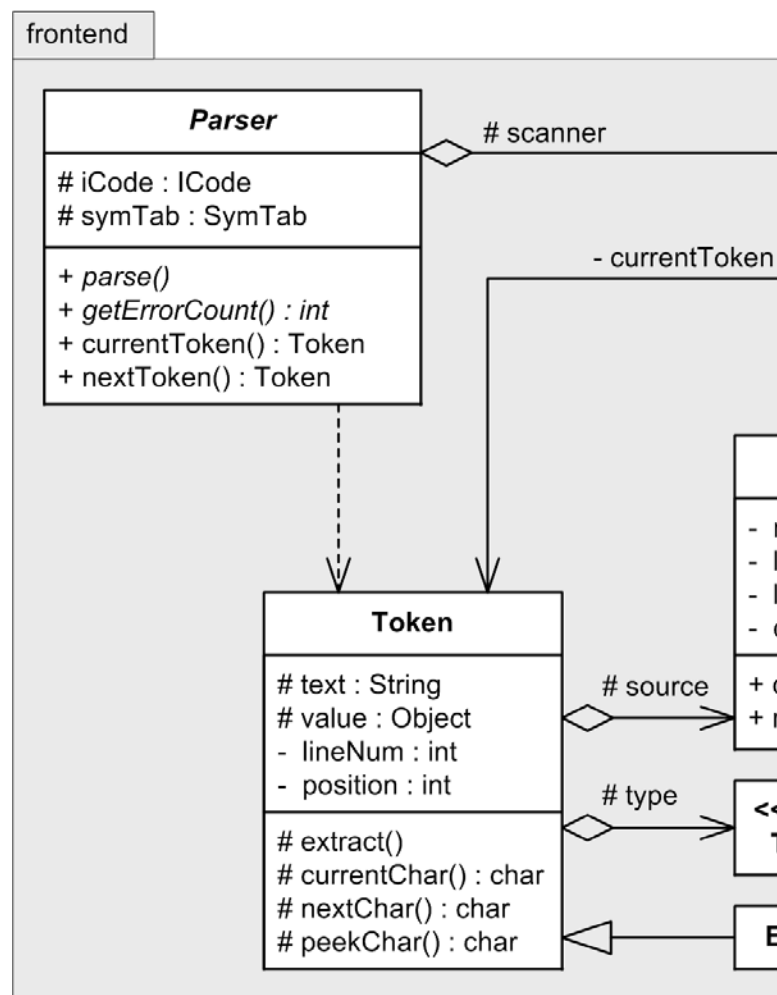 frontend
Parser
# scanner
# iCode : ICode
# symTab : SymTab
- currentToken
+ parse()
+ getErrorCount() : int
+ currentToken() : Token
+ nextToken() : Token
Token
# text : String
# value : Object
- lineNum : int
- position : int
# source
# type
# extract()
# currentChar() : char
# nextChar() : char
# peekChar() : char